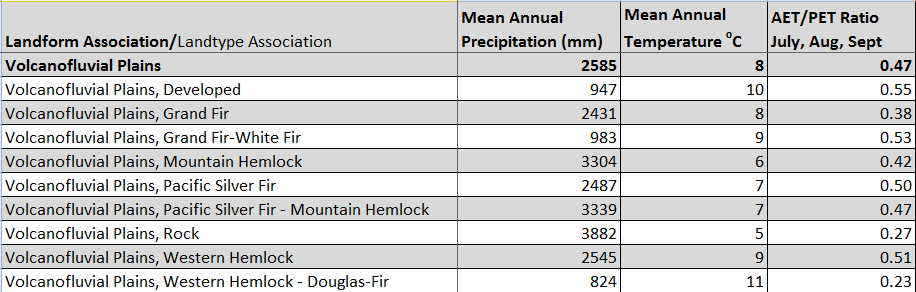 Landform Association/Landtype Association Mean Annual Precipitation (mm) Mean Annual Temperature °C AET/PET Ratio July, Aug, Sept
Volcanofluvial Plains 2585 8 0.47
Volcanofluvial Plains, Developed 947 10 0.55
Volcanofluvial Plains, Grand Fir 2431 8 0.38
Volcanofluvial Plains, Grand Fir-White Fir 983 9 0.53
Volcanofluvial Plains, Mountain Hemlock 3304 6 0.42
Volcanofluvial Plains, Pacific Silver Fir 2487 7 0.50
Volcanofluvial Plains, Pacific Silver Fir - Mountain Hemlock 3339 7 0.47
Volcanofluvial Plains, Rock 3882 5 0.27
Volcanofluvial Plains, Western Hemlock 2545 9 0.51
Volcanofluvial Plains, Western Hemlock - Douglas-Fir 824 11 0.23